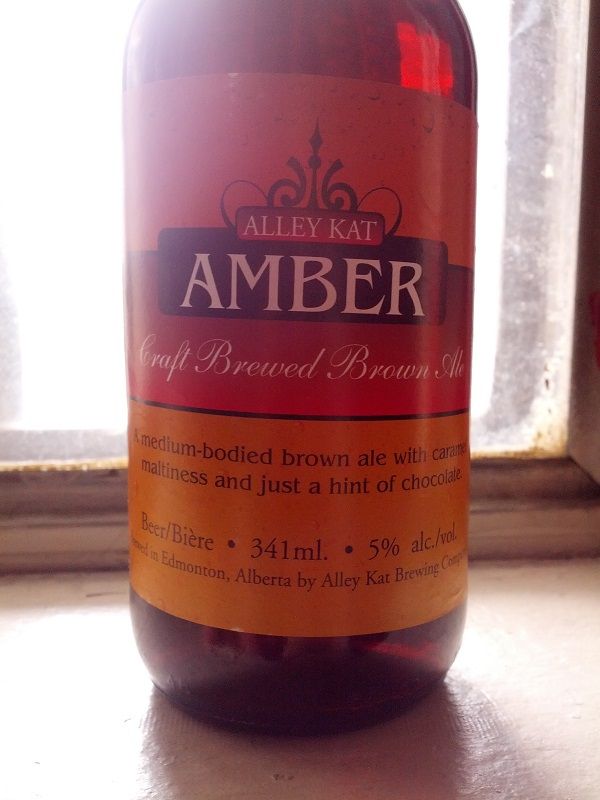 ALLEY KAT
AMBER
Craft Brewed Brown Ale
A medium-bodied brown ale with
maltiness and just a hint of chocolate.
Beer/Bière • 341ml. • 5% alc./vol.
in Edmonton, Alberta by Alley Kat Brewing